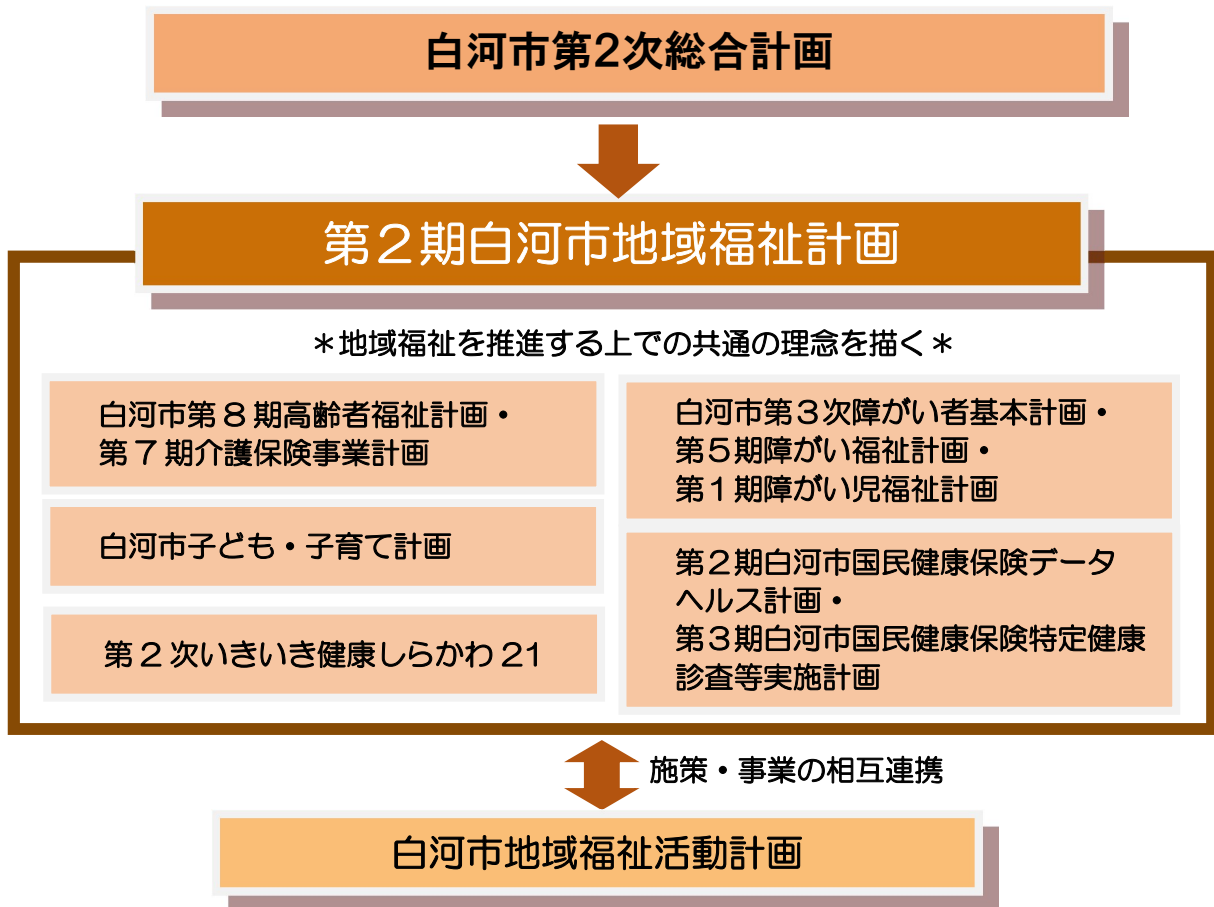 白河市第2次総合計画
第２期白河市地域福祉計画
＊地域福祉を推進する上での共通の理念を描く＊
白河市第８期高齢者福祉計画・
第７期介護保険事業計画
白河市子ども・子育て計画
第２次いきいき健康しらかわ21
白河市第３次障がい者基本計画・
第５期障がい福祉計画・
第１期障がい児福祉計画
第２期白河市国民健康保険データ
ヘルス計画・
第３期白河市国民健康保険特定健康
診査等実施計画
施策・事業の相互連携
白河市地域福祉活動計画